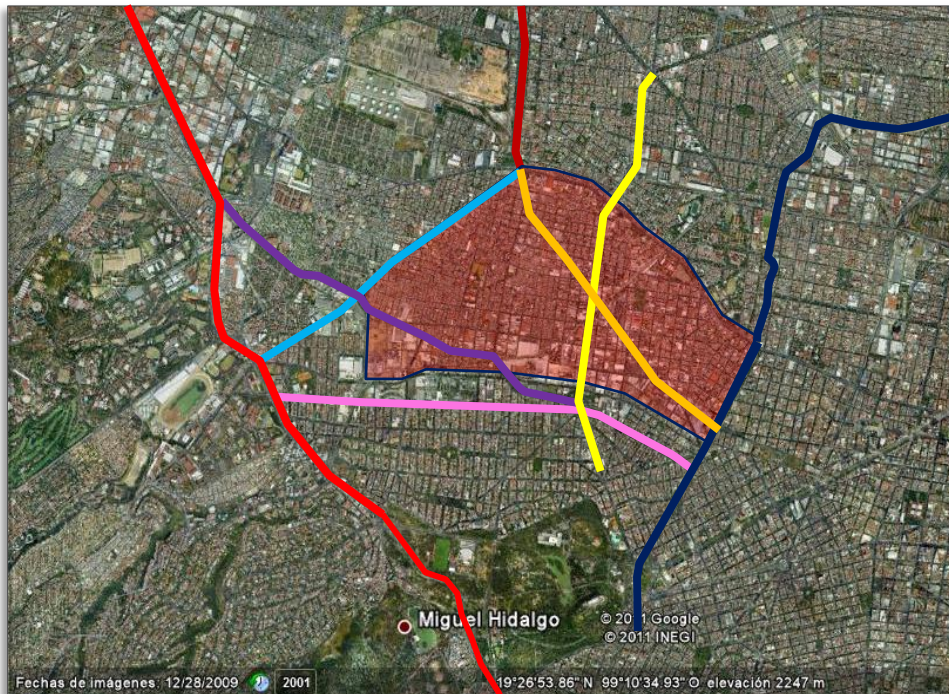 Miguel Hidalgo
© 2011 Google
© 2011 INEGI
Fechas de imágenes: 12/28/2009 2001 19°26'53.86" N 99°10'34.93" O elevación 2247 m